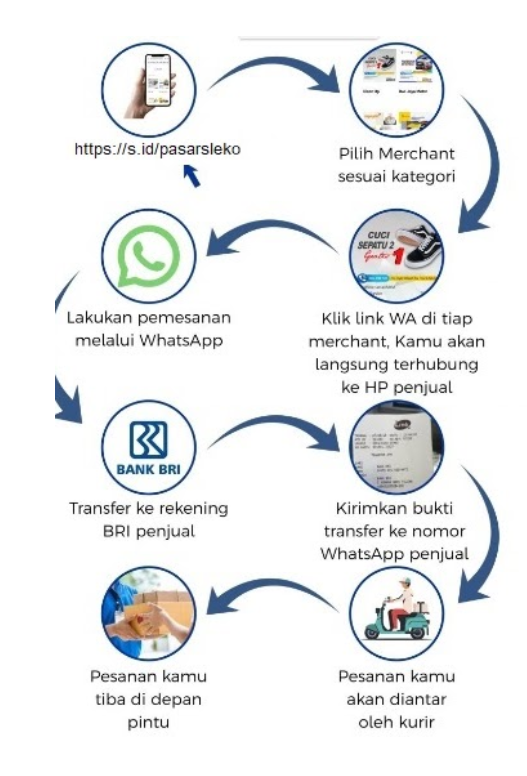 https://s.id/pasarsleko
Pilih Merchant
sesuai kategori
CUCI
SEPATU 2
Gratis 1
Klik link WA di tiap
merchant, Kamu akan
langsung terhubung
ke HP penjual
Lakukan pemesanan
melalui WhatsApp
BANK BRI
Transfer ke rekening
BRI penjual
Kirimkan bukti
transfer ke nomor
WhatsApp penjual
Pesanan kamu
akan diantar
oleh kurir
Pesanan kamu
tiba di depan
pintu